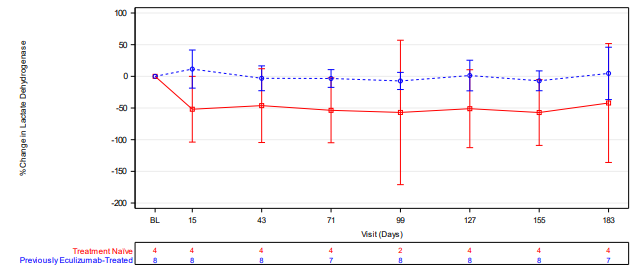 100
50
0
-50
-100
-150
-200
%Change in Lactate Dehydrogenase
BL 15 43 71 99 127 155 183
Visit (Days)
Treatment Naïve 4 4 4 4 2 4 4 4
Previously Eculizumab-Treated 8 8 8 7 8 8 8 7